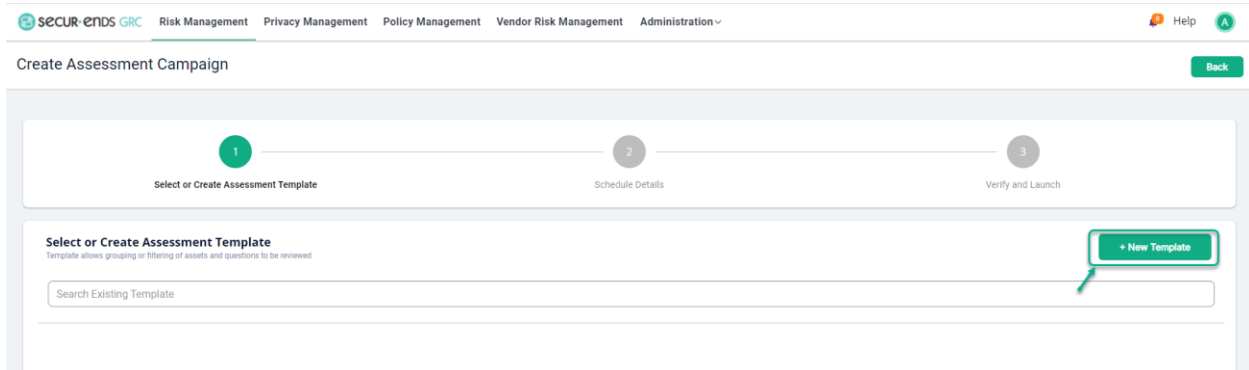 SECUR·ENDS GRC Risk Management Privacy Management Policy Management Vendor Risk Management Administration Help A
Create Assessment Campaign Back
1 2 3
Select or Create Assessment Template Schedule Details Verify and Launch
Select or Create Assessment Template
+ New Template
Template allows grouping or filtering of assets and questions to be reviewed
Search Existing Template